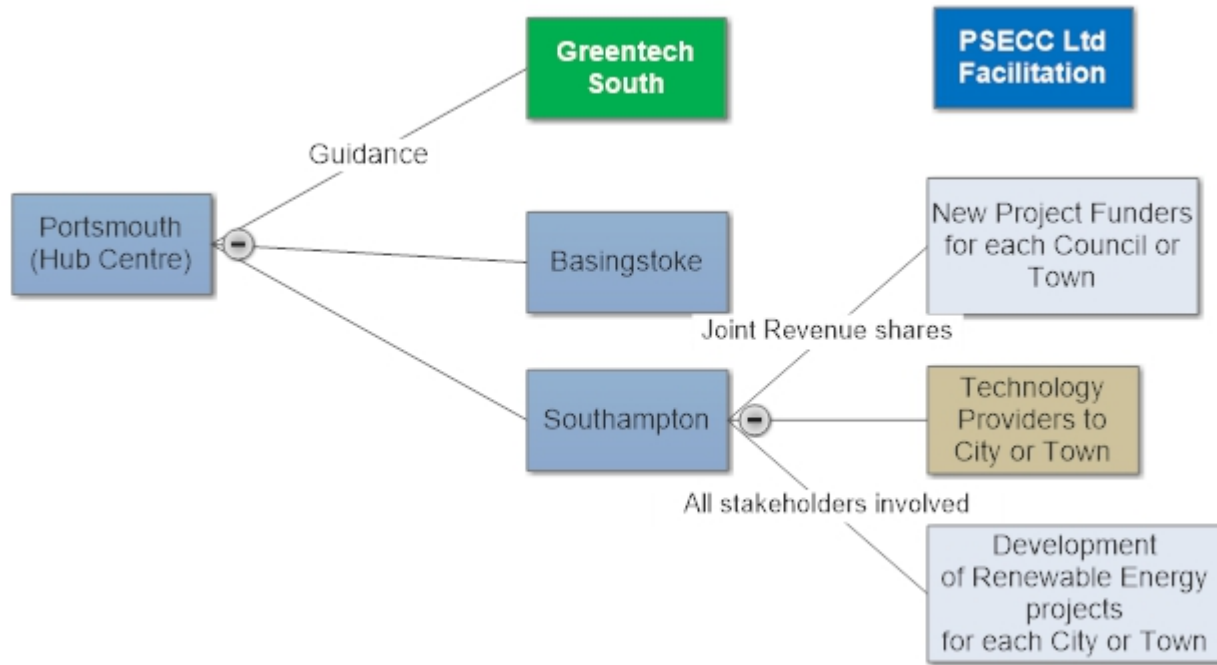 Greentech
South
PSECC Ltd
Facilitation
Guidance
Portsmouth
(Hub Centre)
Basingstoke
New Project Funders
for each Council or
Town
Joint Revenue shares
Southampton
Technology
Providers to
City or Town
All stakeholders involved
Development
of Renewable Energy
projects
for each City or Town